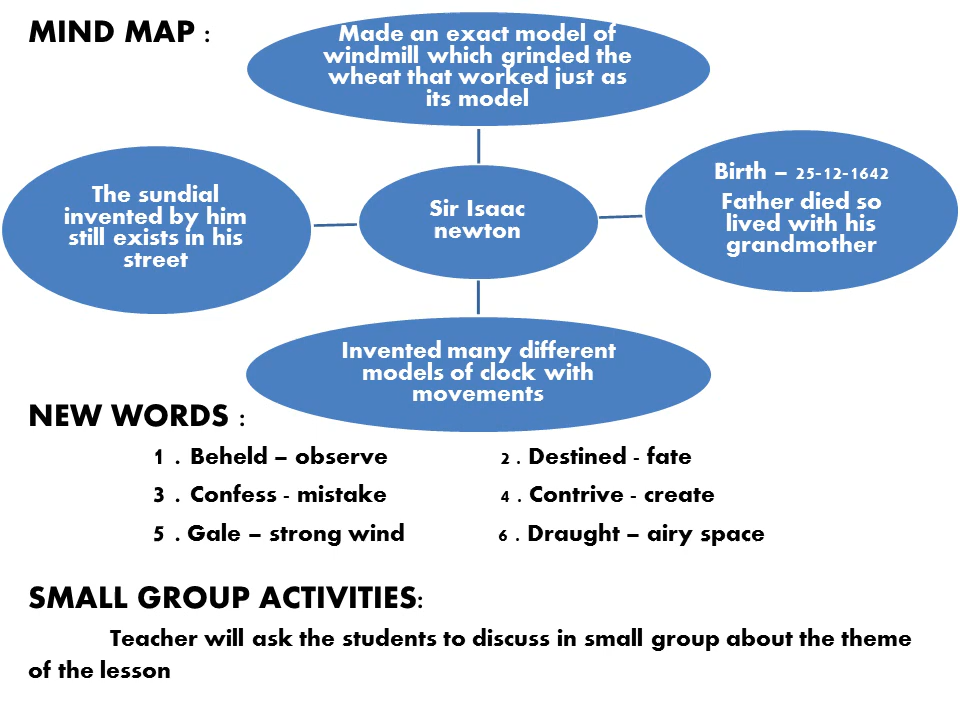 MIND MAP :
Made an exact model of
windmill which grinded the
wheat that worked just as
its model
The sundial
invented by him
still exists in his
street
Sir Isaac
newton
Birth – 25-12-1642
Father died so
lived with his
grandmother
Invented many different
models of clock with
movements
NEW WORDS :
1 . Beheld – observe 2 . Destined - fate
3 . Confess - mistake 4 . Contrive - create
5 . Gale – strong wind 6 . Draught – airy space
SMALL GROUP ACTIVITIES:
Teacher will ask the students to discuss in small group about the theme
of the lesson